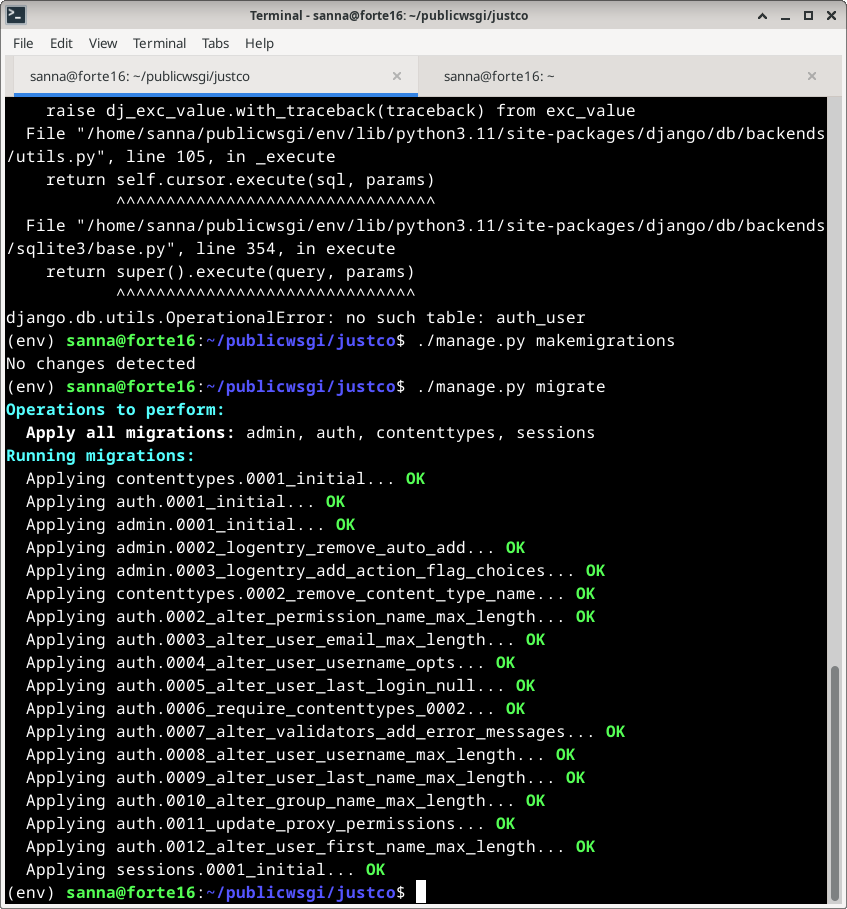 Terminal - sanna@forte16: ~/publicwsgi/justco
File Edit View Terminal Tabs Help
sanna@forte16: ~/publicwsgi/justco × sanna@forte16: ~ ×
    raise dj_exc_value.with_traceback(traceback) from exc_value
  File "/home/sanna/publicwsgi/env/lib/python3.11/site-packages/django/db/backends
/utils.py", line 105, in _execute
    return self.cursor.execute(sql, params)
           ^^^^^^^^^^^^^^^^^^^^^^^^^^^^^^^^
  File "/home/sanna/publicwsgi/env/lib/python3.11/site-packages/django/db/backends
/sqlite3/base.py", line 354, in execute
    return super().execute(query, params)
           ^^^^^^^^^^^^^^^^^^^^^^^^^^^^^^
django.db.utils.OperationalError: no such table: auth_user
(env) sanna@forte16:~/publicwsgi/justco$ ./manage.py makemigrations
No changes detected
(env) sanna@forte16:~/publicwsgi/justco$ ./manage.py migrate
Operations to perform:
  Apply all migrations: admin, auth, contenttypes, sessions
Running migrations:
  Applying contenttypes.0001_initial... OK
  Applying auth.0001_initial... OK
  Applying admin.0001_initial... OK
  Applying admin.0002_logentry_remove_auto_add... OK
  Applying admin.0003_logentry_add_action_flag_choices... OK
  Applying contenttypes.0002_remove_content_type_name... OK
  Applying auth.0002_alter_permission_name_max_length... OK
  Applying auth.0003_alter_user_email_max_length... OK
  Applying auth.0004_alter_user_username_opts... OK
  Applying auth.0005_alter_user_last_login_null... OK
  Applying auth.0006_require_contenttypes_0002... OK
  Applying auth.0007_alter_validators_add_error_messages... OK
  Applying auth.0008_alter_user_username_max_length... OK
  Applying auth.0009_alter_user_last_name_max_length... OK
  Applying auth.0010_alter_group_name_max_length... OK
  Applying auth.0011_update_proxy_permissions... OK
  Applying auth.0012_alter_user_first_name_max_length... OK
  Applying sessions.0001_initial... OK
(env) sanna@forte16:~/publicwsgi/justco$